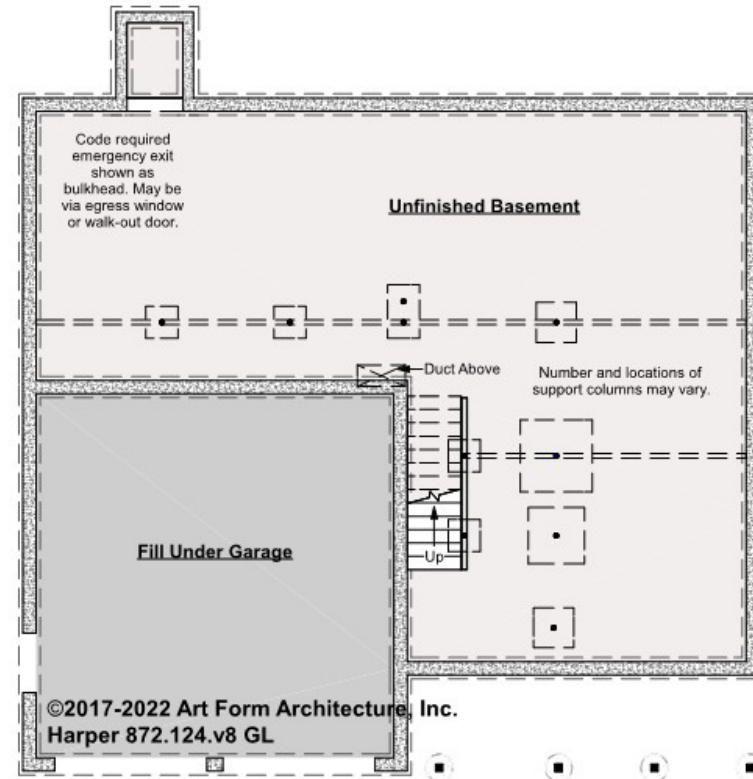 Code required
emergency exit
shown as
bulkhead. May be
via egress window
or walk-out door.
Unfinished Basement
Duct Above
Number and locations of
support columns may vary.
Fill Under Garage
Up
©2017-2022 Art Form Architecture, Inc.
Harper 872.124.v8 GL